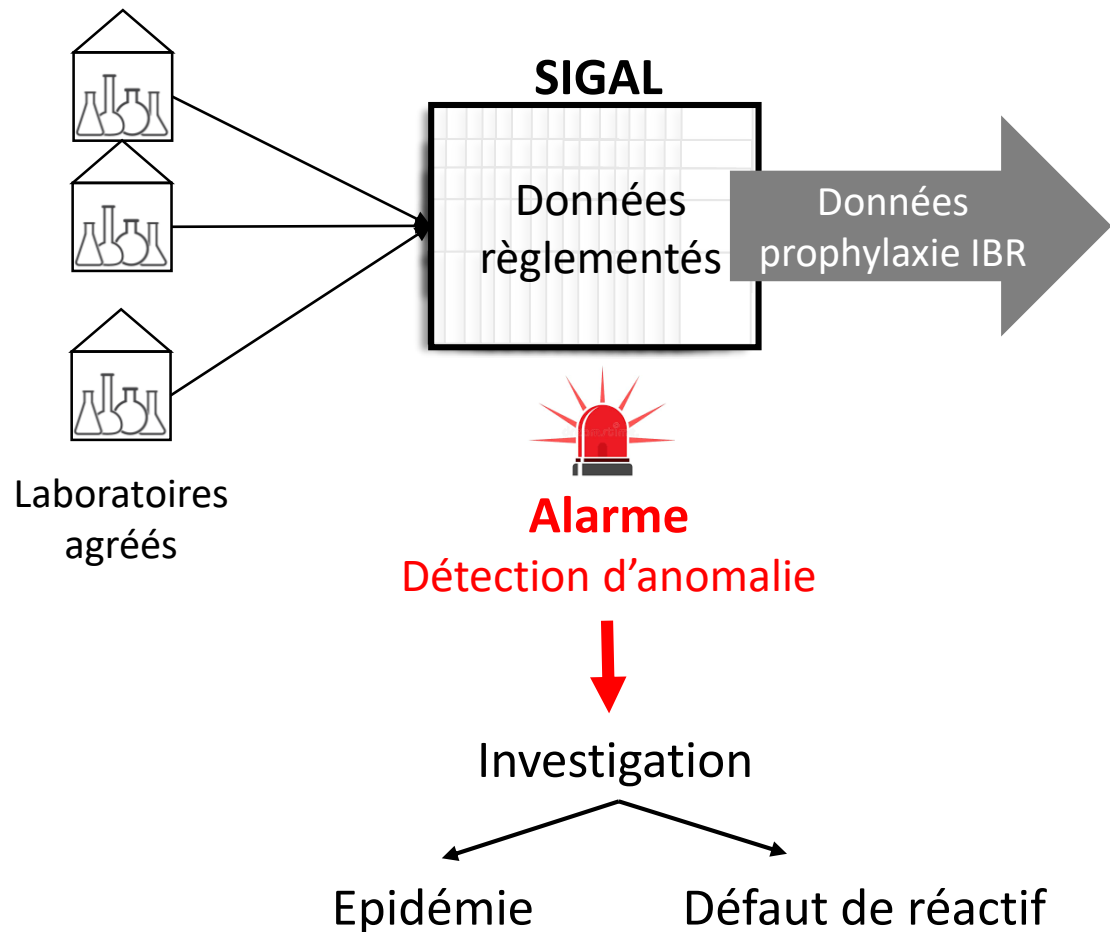 SIGAL
Données
règlementés
Données
prophylaxie IBR
Laboratoires
agréés
Alarme
Détection d’anomalie
Investigation
Epidémie
Défaut de réactif